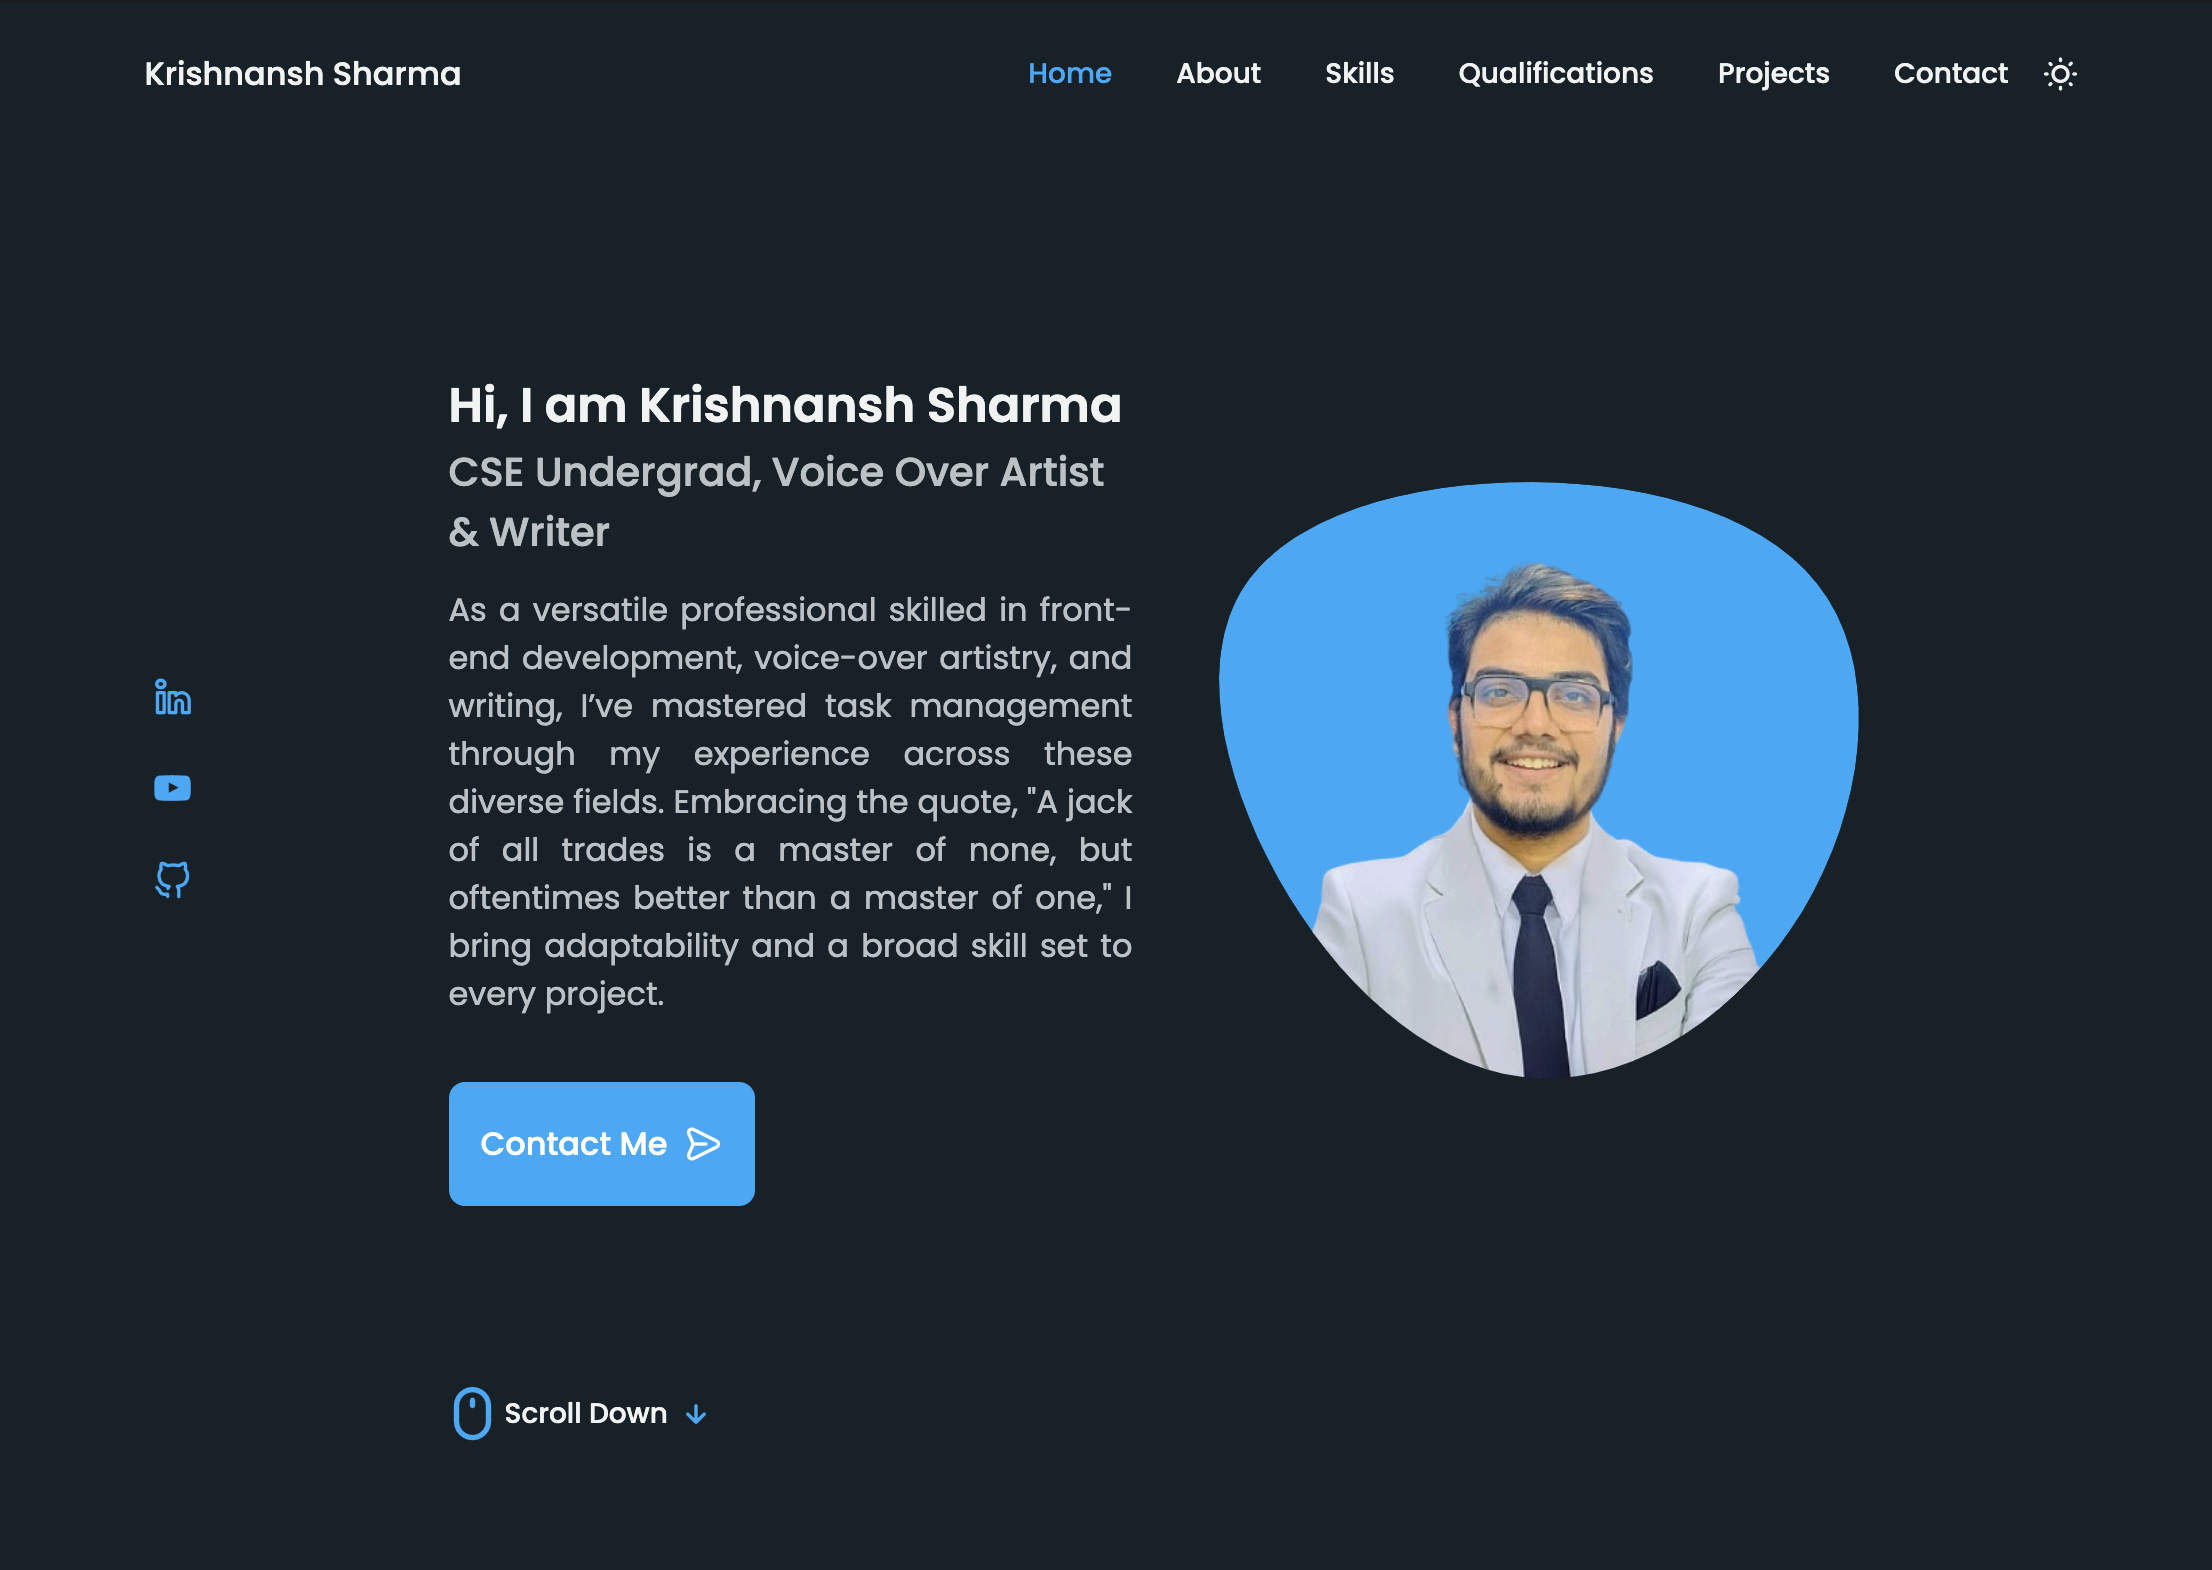 Krishnansh Sharma
Home About Skills Qualifications Projects Contact
Hi, I am Krishnansh Sharma
CSE Undergrad, Voice Over Artist
& Writer
As a versatile professional skilled in front-
end development, voice-over artistry, and
writing, I’ve mastered task management
through my experience across these
diverse fields. Embracing the quote, "A jack
of all trades is a master of none, but
oftentimes better than a master of one," I
bring adaptability and a broad skill set to
every project.
in
Contact Me
Scroll Down